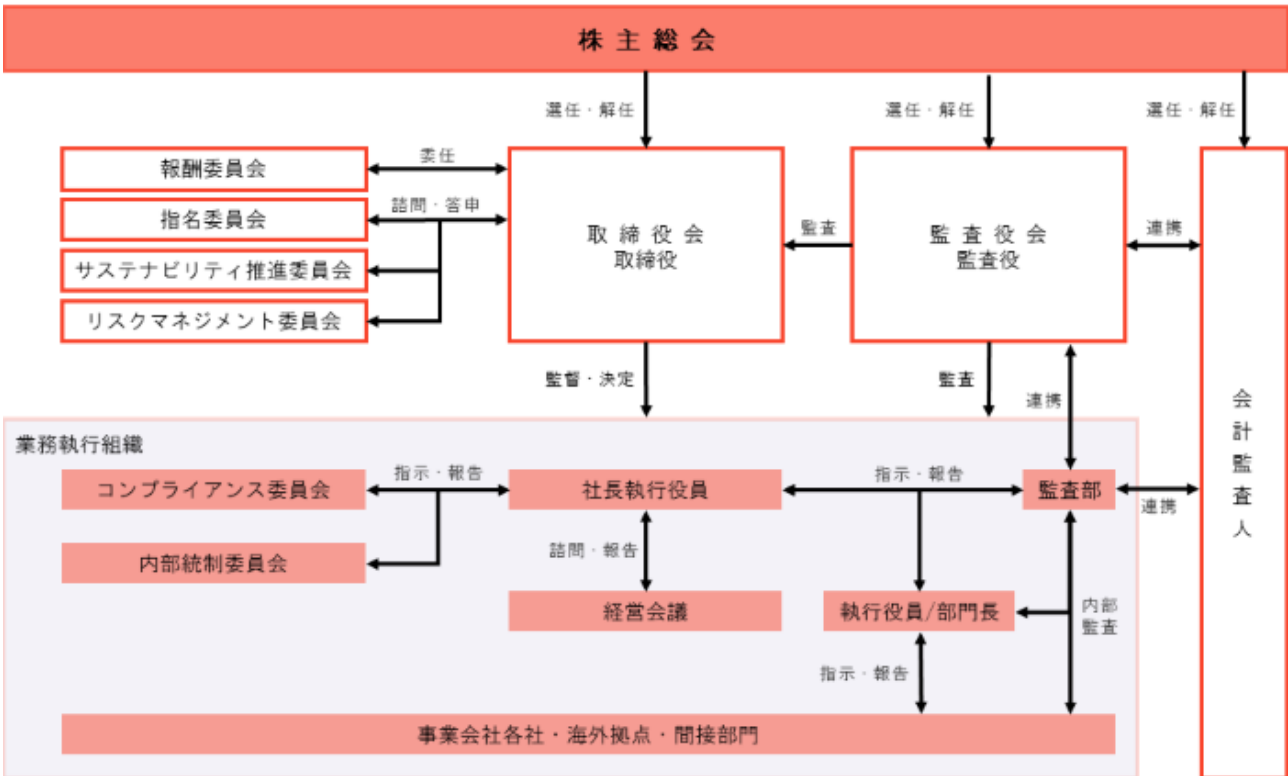 株主総会
選任・解任
選任・解任
選任・解任
報酬委員会
委任
指名委員会
諮問・答申
サステナビリティ推進委員会
リスクマネジメント委員会
取締役会
取締役
監査
監査役会
監査役
連携
監督・決定
監査
連携
会計監査人
業務執行組織
コンプライアンス委員会
指示・報告
社長執行役員
指示・報告
監査部
連携
内部統制委員会
諮問・報告
経営会議
執行役員/部門長
内部
監査
指示・報告
事業会社各社・海外拠点・間接部門